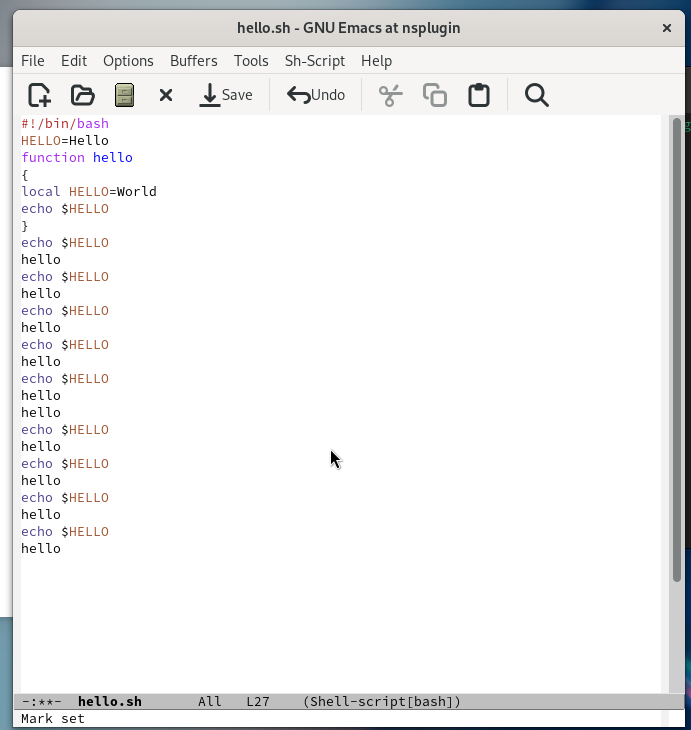 hello.sh - GNU Emacs at nsplugin ×
File Edit Options Buffers Tools Sh-Script Help
Save Undo
#!/bin/bash
HELLO=Hello
function hello
{
local HELLO=World
echo $HELLO
}
echo $HELLO
hello
echo $HELLO
hello
echo $HELLO
hello
echo $HELLO
hello
echo $HELLO
hello
hello
echo $HELLO
hello
echo $HELLO
hello
echo $HELLO
hello
echo $HELLO
hello
-:**- hello.sh All L27 (Shell-script[bash])
Mark set